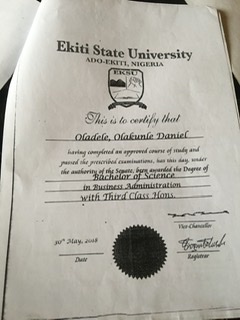 Ekiti State University
ADO-EKITI, NIGERIA
EKSU
This is to certify that
Oladele, Olakunle Daniel
having completed an approved course of study and
passed the prescribed examinations, has this day, under
the authority of the Senate, been awarded the Degree of
Bachelor of Science
in Business Administration
with Third Class Hons.
Vice-Chancellor
30th May, 2018
Date
Registrar